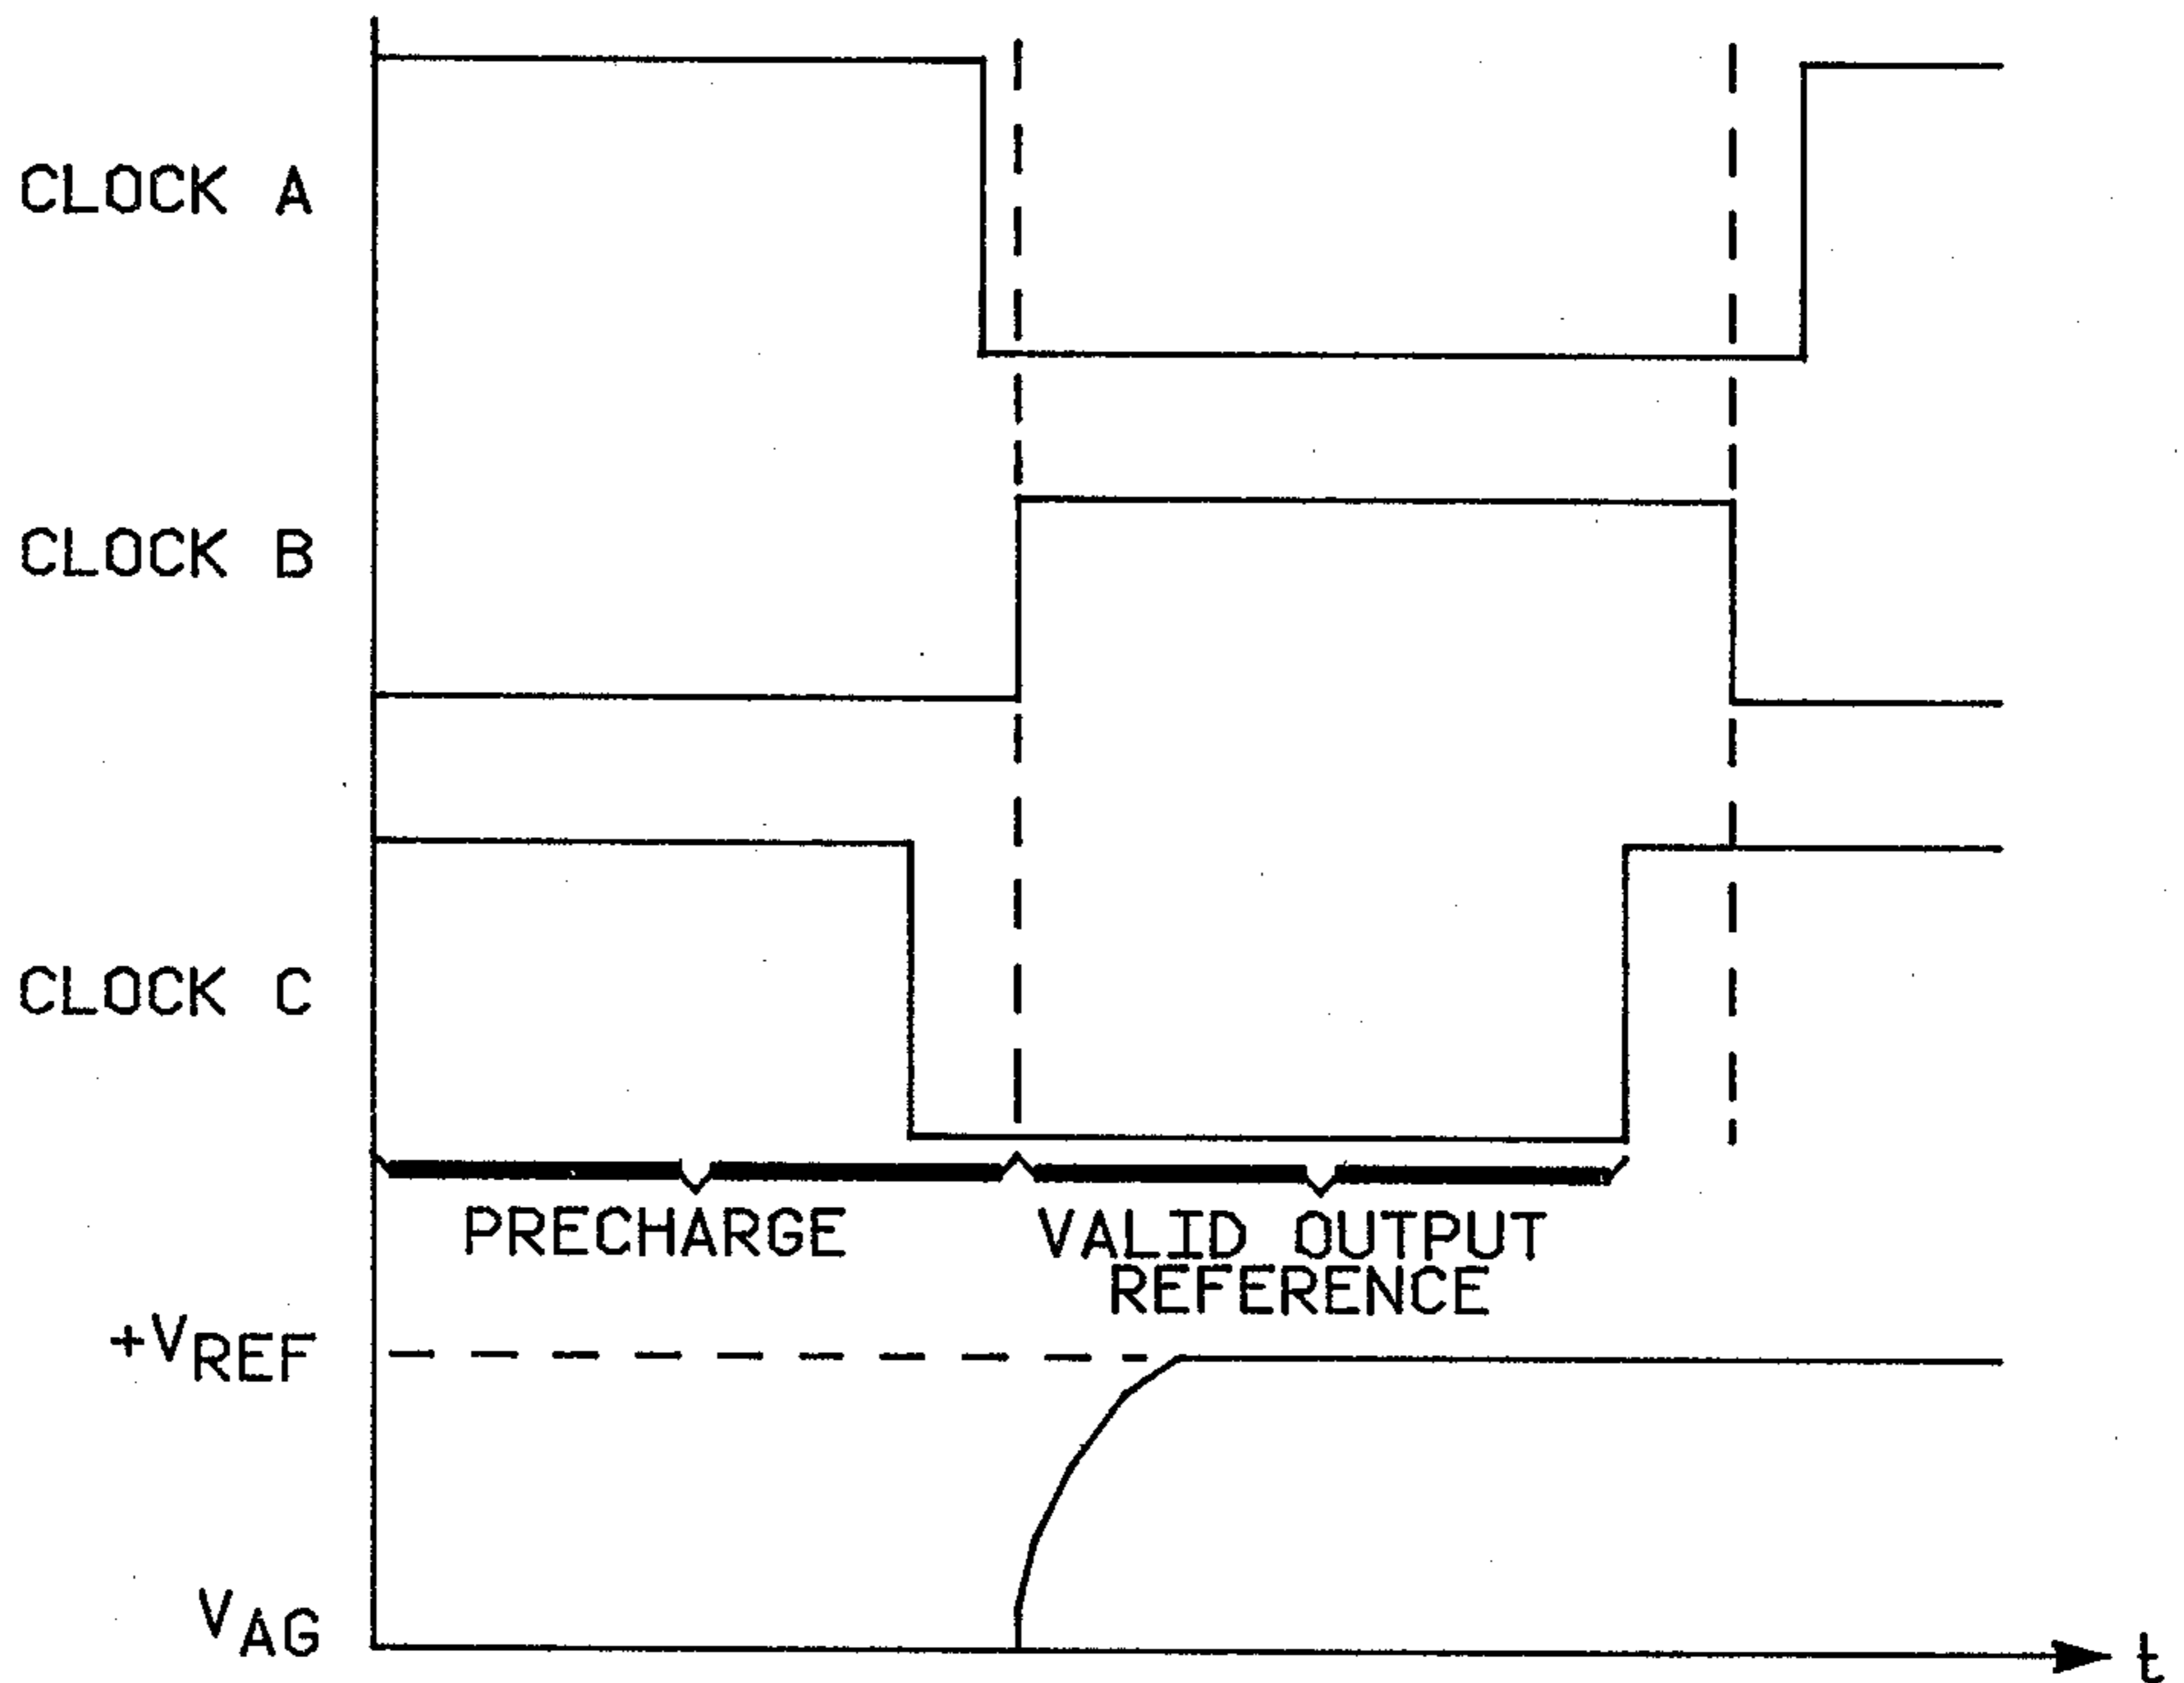 CLOCK A
CLOCK B
CLOCK C
PRECHARGE
VALID OUTPUT
REFERENCE
+VREF
VAG
t